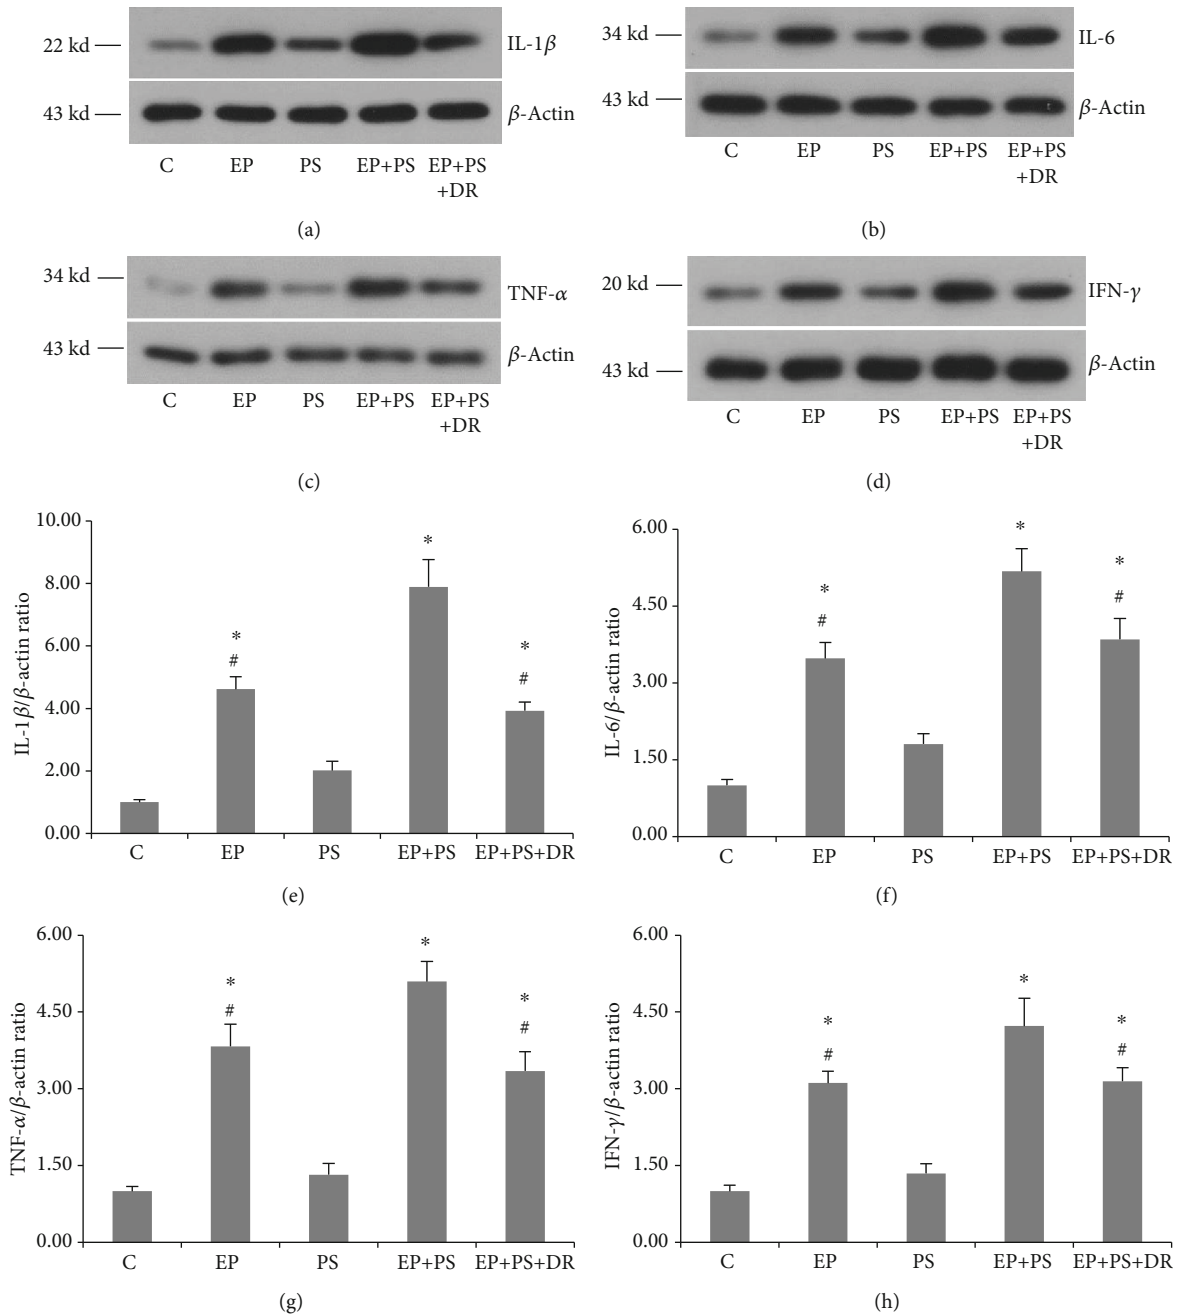 22 kd
IL-1β
43 kd
β-Actin
C EP PS EP+PS EP+PS
+DR
(a)
34 kd
IL-6
43 kd
β-Actin
C EP PS EP+PS EP+PS
+DR
(b)
34 kd
TNF-α
43 kd
β-Actin
C EP PS EP+PS EP+PS
+DR
(c)
20 kd
IFN-γ
43 kd
β-Actin
C EP PS EP+PS EP+PS
+DR
(d)
IL-1β/β-actin ratio
10.00
8.00
6.00
4.00
2.00
0.00
* # * * #
C EP PS EP+PS EP+PS+DR
(e)
IL-6/β-actin ratio
6.00
4.50
3.00
1.50
0.00
* # * * #
C EP PS EP+PS EP+PS+DR
(f)
TNF-α/β-actin ratio
6.00
4.50
3.00
1.50
0.00
* # * * #
C EP PS EP+PS EP+PS+DR
(g)
IFN-γ/β-actin ratio
6.00
4.50
3.00
1.50
0.00
* # * * #
C EP PS EP+PS EP+PS+DR
(h)